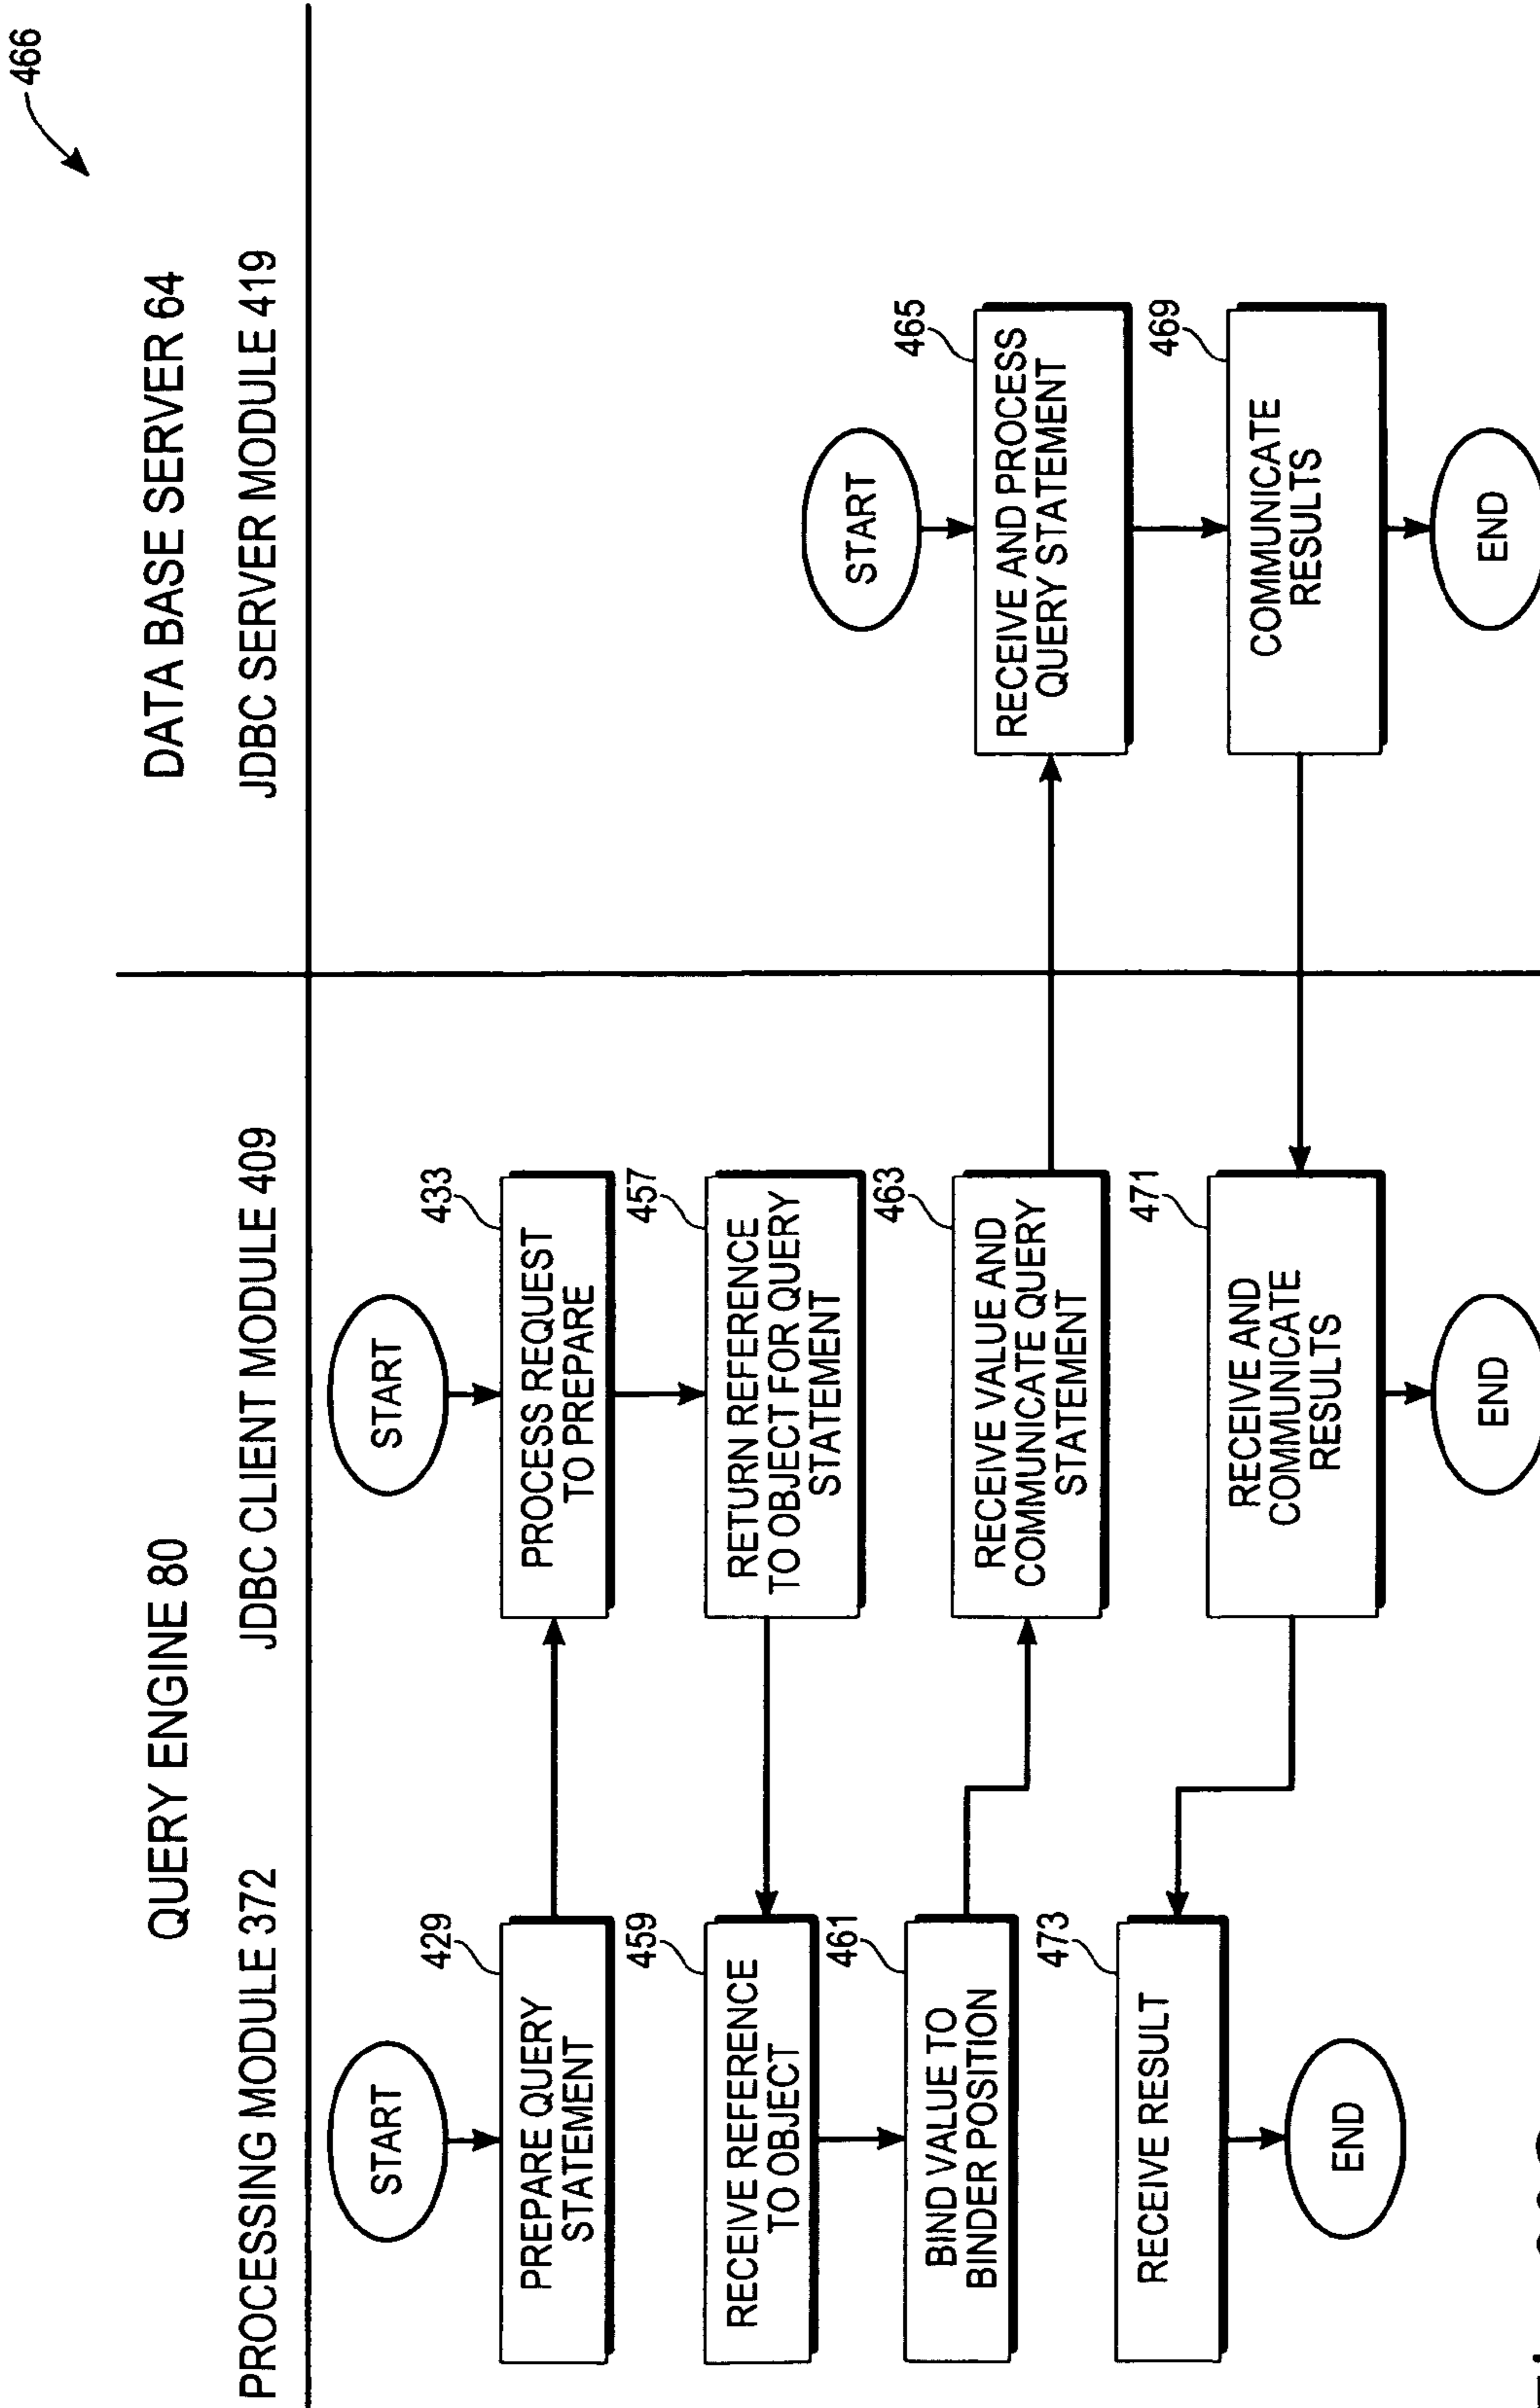 466
QUERY ENGINE 80
DATA BASE SERVER 64
PROCESSING MODULE 372
JDBC CLIENT MODULE 409
JDBC SERVER MODULE 419
START
START
429
PREPARE QUERY
STATEMENT
433
PROCESS REQUEST
TO PREPARE
457
RETURN REFERENCE
TO OBJECT FOR QUERY
STATEMENT
459
RECEIVE REFERENCE
TO OBJECT
461
BIND VALUE TO
BINDER POSITION
463
RECEIVE VALUE AND
COMMUNICATE QUERY
STATEMENT
START
465
RECEIVE AND PROCESS
QUERY STATEMENT
469
COMMUNICATE
RESULTS
END
471
RECEIVE AND
COMMUNICATE
RESULTS
END
473
RECEIVE RESULT
END